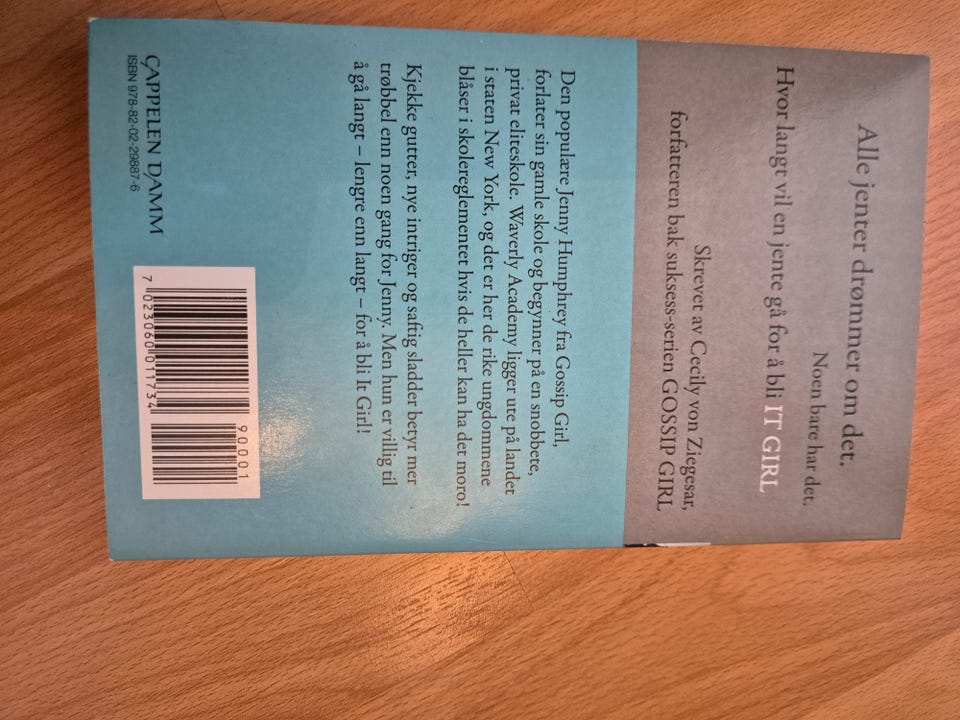 Alle jenter drømmer om det.
Noen bare har det.
Hvor langt vil en jente gå for å bli IT GIRL
Skrevet av Cecily von Ziegesar,
forfatteren bak suksess-serien GOSSIP GIRL
Den populære Jenny Humphrey fra Gossip Girl,
forlater sin gamle skole og begynner på en snobbete,
privat eliteskole. Waverly Academy ligger ute på landet
i staten New York, og det er her de rike ungdommene
blåser i skolereglementet hvis de heller kan ha det moro!
Kjekke gutter, nye intriger og saftig sladder betyr mer
trøbbel enn noen gang for Jenny. Men hun er villig til
å gå langt – lengre enn langt – for å bli It Girl!
CAPPELEN DAMM
ISBN 978-82-02-29887-6
90001
7 023060 011734